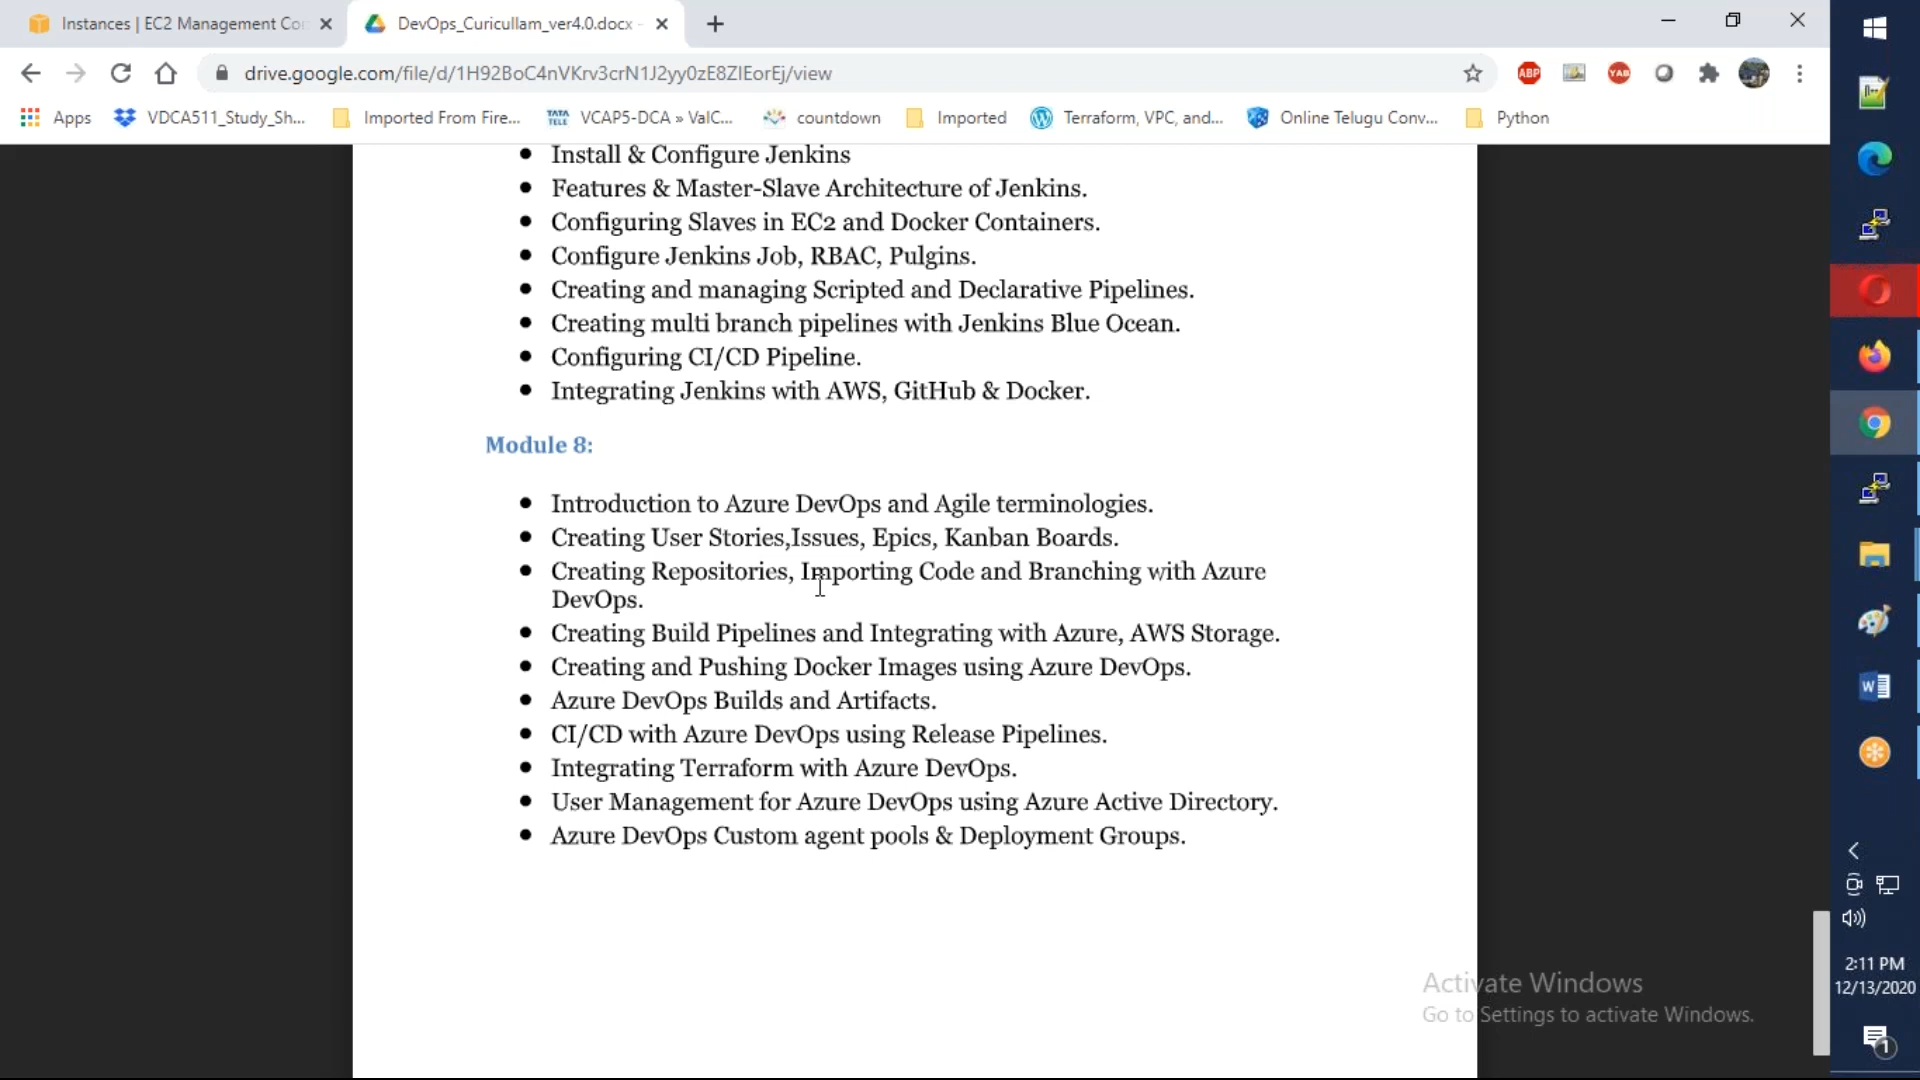 Instances | EC2 Management Co
DevOps_Curicullam_ver4.0.docx -
drive.google.com/file/d/1H92BoC4nVKrv3crN1J2yy0zE8ZIEorEj/view
ABP
YAB
Apps
VDCA511_Study_Sh...
Imported From Fire...
TATA
TELE
VCAP5-DCA » ValC...
countdown
Imported
Terraform, VPC, and...
Online Telugu Conv...
Python
• Install & Configure Jenkins
• Features & Master-Slave Architecture of Jenkins.
• Configuring Slaves in EC2 and Docker Containers.
• Configure Jenkins Job, RBAC, Pulgins.
• Creating and managing Scripted and Declarative Pipelines.
• Creating multi branch pipelines with Jenkins Blue Ocean.
• Configuring CI/CD Pipeline.
• Integrating Jenkins with AWS, GitHub & Docker.
Module 8:
• Introduction to Azure DevOps and Agile terminologies.
• Creating User Stories,Issues, Epics, Kanban Boards.
• Creating Repositories, Importing Code and Branching with Azure
DevOps.
• Creating Build Pipelines and Integrating with Azure, AWS Storage.
• Creating and Pushing Docker Images using Azure DevOps.
• Azure DevOps Builds and Artifacts.
• CI/CD with Azure DevOps using Release Pipelines.
• Integrating Terraform with Azure DevOps.
• User Management for Azure DevOps using Azure Active Directory.
• Azure DevOps Custom agent pools & Deployment Groups.
Activate Windows
Go to Settings to activate Windows.
2:11 PM
12/13/2020
1